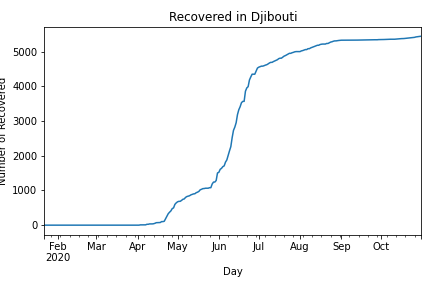 Recovered in Djibouti
Number of Recovered
5000
4000
3000
2000
1000
0
Feb Mar Apr May Jun Jul Aug Sep Oct
2020
Day